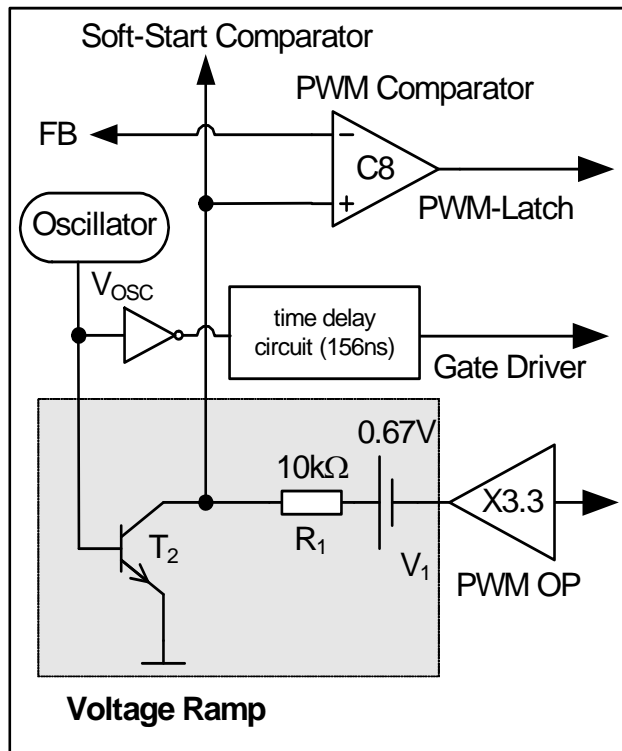 Soft-Start Comparator
PWM Comparator
FB
C8
PWM-Latch
Oscillator
VOSC
time delay
circuit (156ns)
Gate Driver
0.67V
10kΩ
X3.3
T2
R1
V1
PWM OP
Voltage Ramp